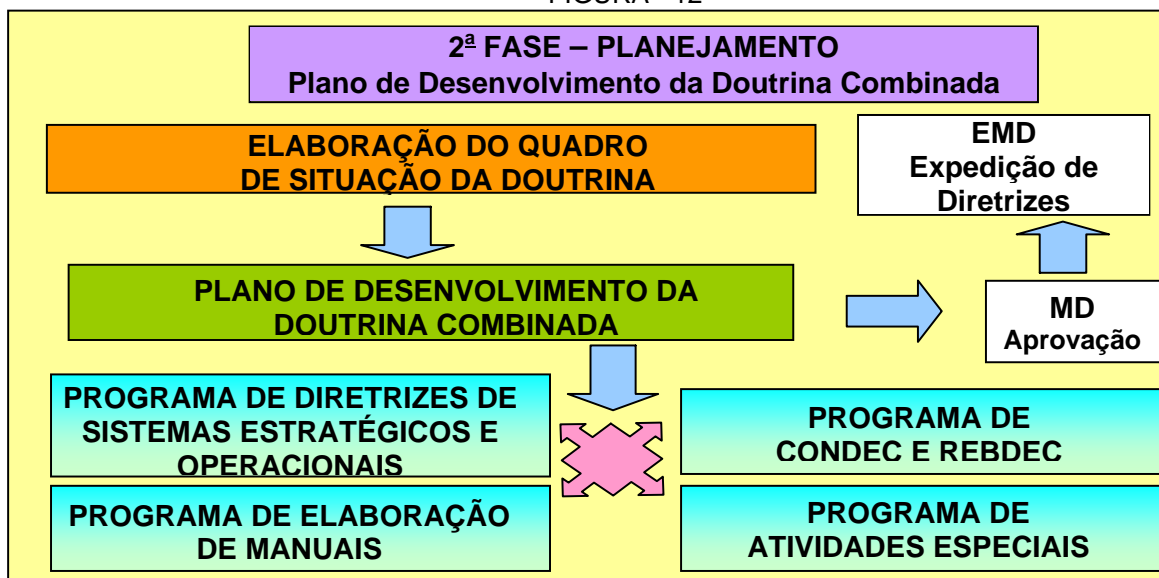 FIGURA - 12
2ª FASE – PLANEJAMENTO
Plano de Desenvolvimento da Doutrina Combinada
ELABORAÇÃO DO QUADRO
DE SITUAÇÃO DA DOUTRINA
EMD
Expedição de
Diretrizes
PLANO DE DESENVOLVIMENTO DA
DOUTRINA COMBINADA
MD
Aprovação
PROGRAMA DE DIRETRIZES DE
SISTEMAS ESTRATÉGICOS E
OPERACIONAIS
PROGRAMA DE
CONDEC E REBDEC
PROGRAMA DE ELABORAÇÃO
DE MANUAIS
PROGRAMA DE
ATIVIDADES ESPECIAIS